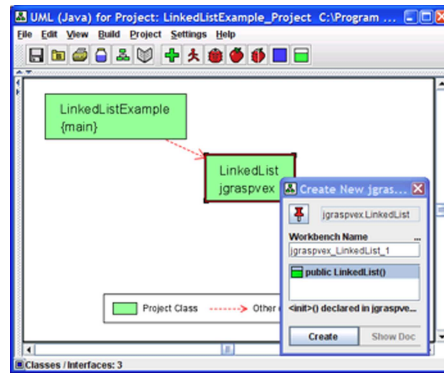 UML (Java) for Project: LinkedListExample_Project C:\Program ...
File Edit View Build Project Settings Help
LinkedListExample
{main}
LinkedList
jgraspvex
Create New jgras...
jgraspvex.LinkedList
Workbench Name ...
jgraspvex_LinkedList_1
public LinkedList()
<init>() declared in jgraspve...
Create Show Doc
Project Class Other
Classes / Interfaces: 3